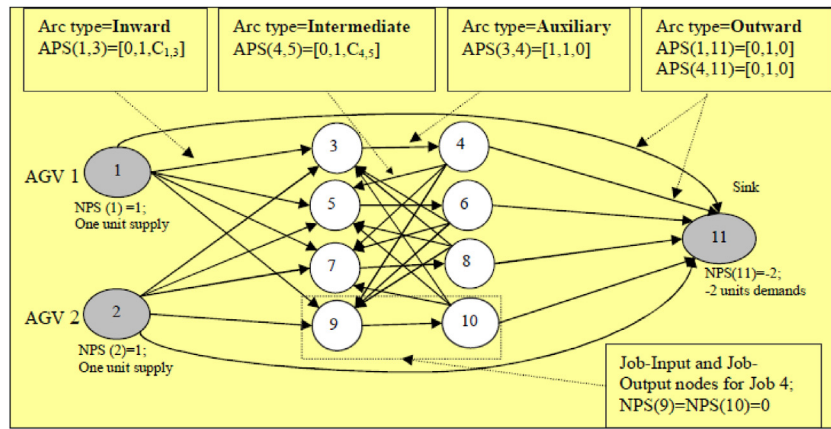 Arc type=Inward
APS(1,3)=[0,1,C1,3]
Arc type=Intermediate
APS(4,5)=[0,1,C4,5]
Arc type=Auxiliary
APS(3,4)=[1,1,0]
Arc type=Outward
APS(1,11)=[0,1,0]
APS(4,11)=[0,1,0]
AGV 1
1
3
4
NPS (1) =1;
One unit supply
5
6
Sink
11
7
8
NPS(11)=-2;
-2 units demands
AGV 2
2
9
10
NPS (2)=1;
One unit supply
Job-Input and Job-
Output nodes for Job 4;
NPS(9)=NPS(10)=0